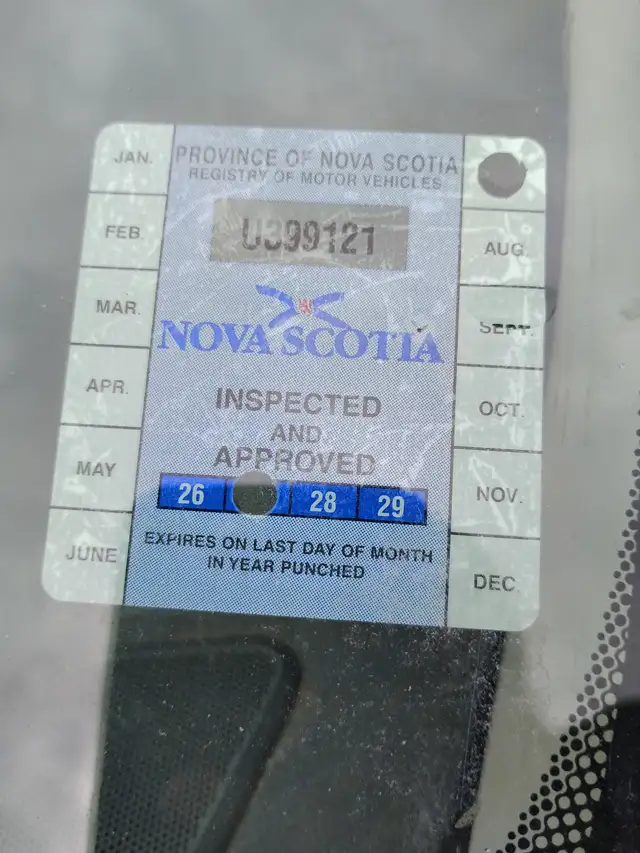 PROVINCE OF NOVA SCOTIA
REGISTRY OF MOTOR VEHICLES
U399121
NOVA SCOTIA
INSPECTED
AND
APPROVED
26 28 29
EXPIRES ON LAST DAY OF MONTH
IN YEAR PUNCHED
JAN.
FEB.
MAR.
APR.
MAY
JUNE
AUG.
SEPT.
OCT.
NOV.
DEC.